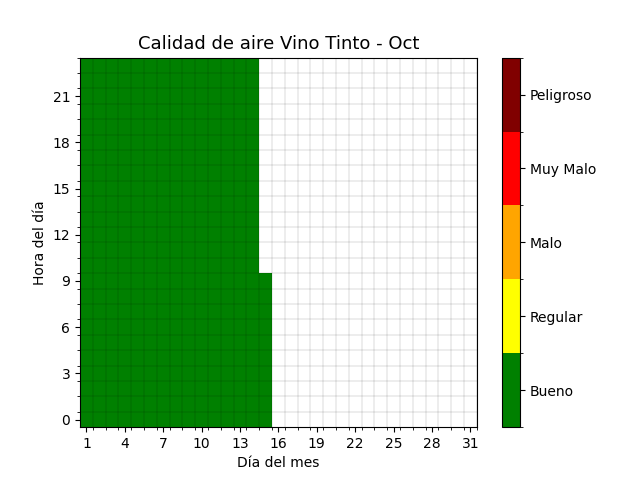 Calidad de aire Vino Tinto - Oct
Hora del día
21
18
15
12
9
6
3
0
1 4 7 10 13 16 19 22 25 28 31
Día del mes
Peligroso
Muy Malo
Malo
Regular
Bueno